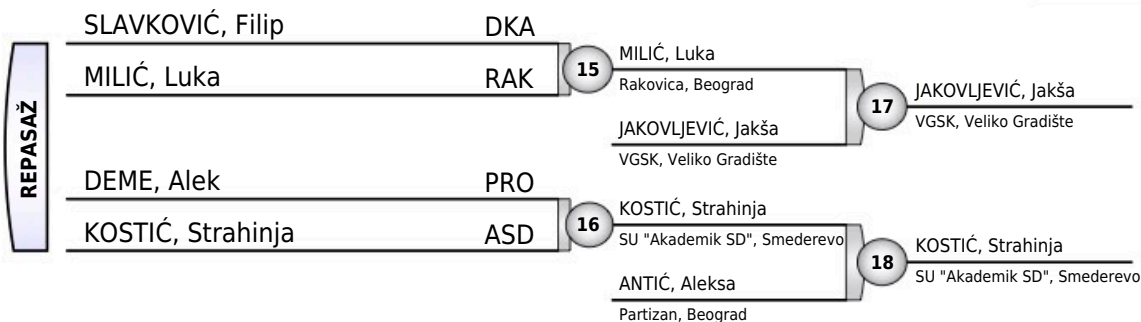 REPASAŽ
SLAVKOVIĆ, Filip DKA
MILIĆ, Luka RAK
15
MILIĆ, Luka
Rakovica, Beograd
JAKOVLJEVIĆ, Jakša
VGSK, Veliko Gradište
17
JAKOVLJEVIĆ, Jakša
VGSK, Veliko Gradište
DEME, Alek PRO
KOSTIĆ, Strahinja ASD
16
KOSTIĆ, Strahinja
SU "Akademik SD", Smederevo
ANTIĆ, Aleksa
Partizan, Beograd
18
KOSTIĆ, Strahinja
SU "Akademik SD", Smederevo